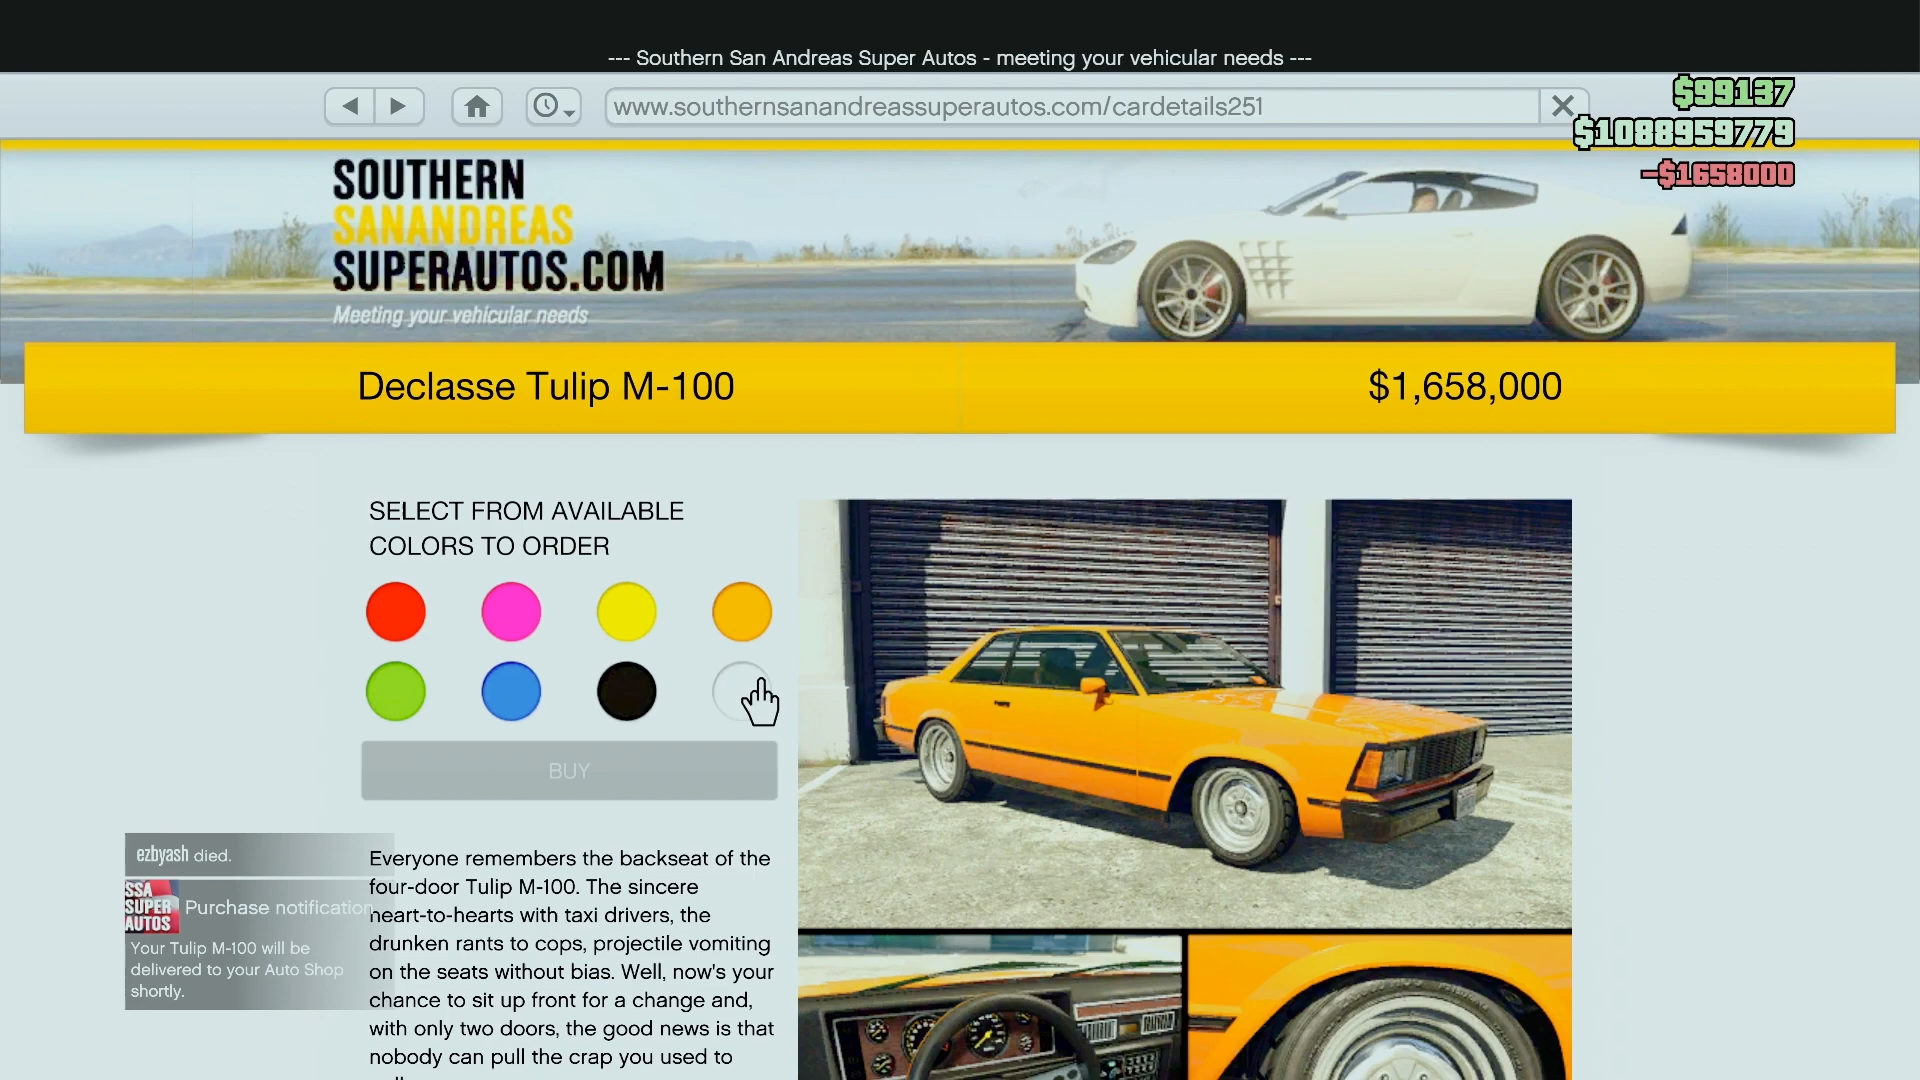 --- Southern San Andreas Super Autos - meeting your vehicular needs ---
www.southernsanandreassuperautos.com/cardetails251
$99137
$1088959779
-$1658000
SOUTHERN
SANANDREAS
SUPERAUTOS.COM
Meeting your vehicular needs
Declasse Tulip M-100
$1,658,000
SELECT FROM AVAILABLE
COLORS TO ORDER
BUY
Everyone remembers the backseat of the
four-door Tulip M-100. The sincere
heart-to-hearts with taxi drivers, the
drunken rants to cops, projectile vomiting
on the seats without bias. Well, now's your
chance to sit up front for a change and,
with only two doors, the good news is that
nobody can pull the crap you used to
ezbyash died.
SSA
SUPER
AUTOS
Purchase notification
Your Tulip M-100 will be
delivered to your Auto Shop
shortly.